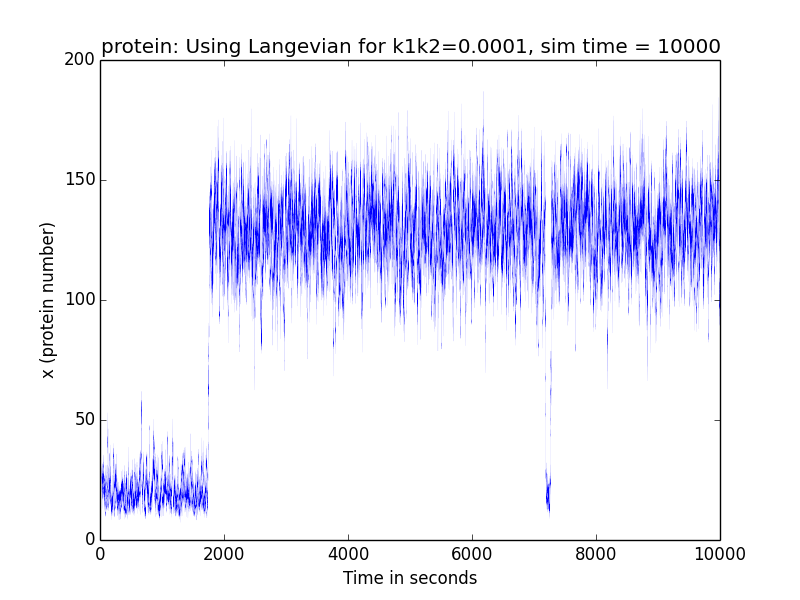 protein: Using Langevian for k1k2=0.0001, sim time = 10000
200
150
100
50
0
x (protein number)
0 2000 4000 6000 8000 10000
Time in seconds